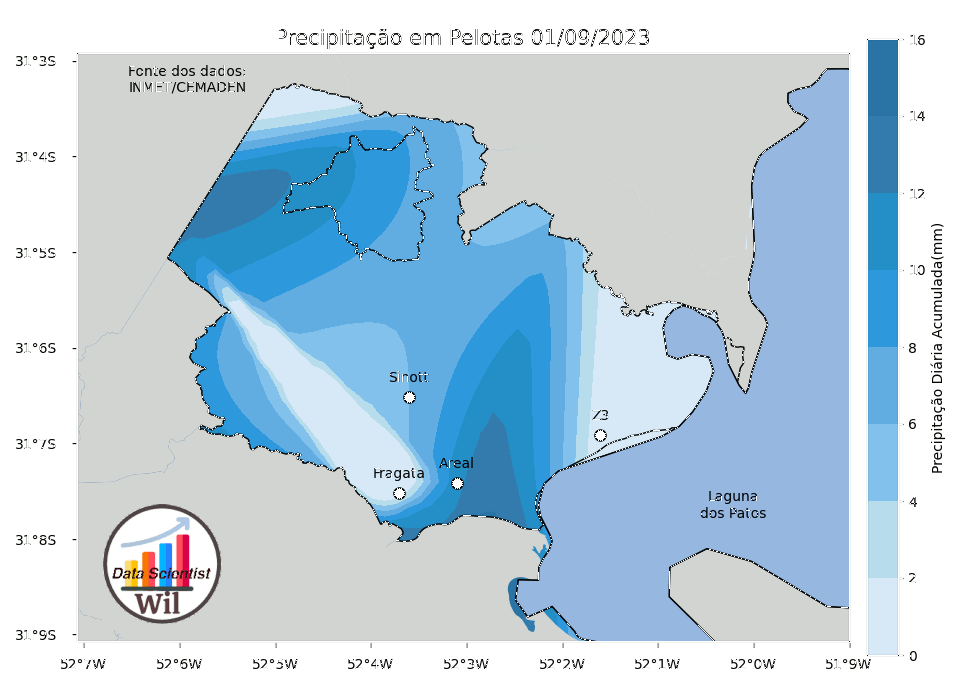 Precipitação em Pelotas 01/09/2023
Fonte dos dados:
INMET/CEMADEN
31°3S
31°4S
31°5S
31°6S
31°7S
31°8S
31°9S
52°7W
52°6W
52°5W
52°4W
52°3W
52°2W
52°1W
52°0W
51°9W
Sinott
Z3
Areal
Fragata
Laguna
dos Patos
Data Scientist
Wil
16
14
12
10
8
6
4
2
0
Precipitação Diária Acumulada(mm)